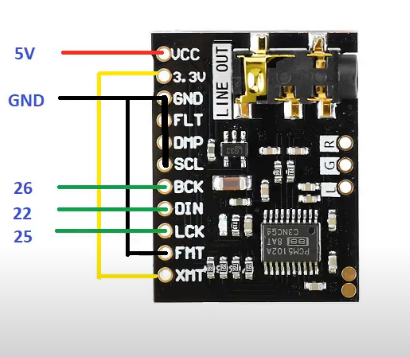 5V
GND
26
22
25
VCC
3.3V
GND
FLT
DMP
SCL
BCK
DIN
LCK
FMT
XMT
LINE OUT
R
G
L
PCM5102A